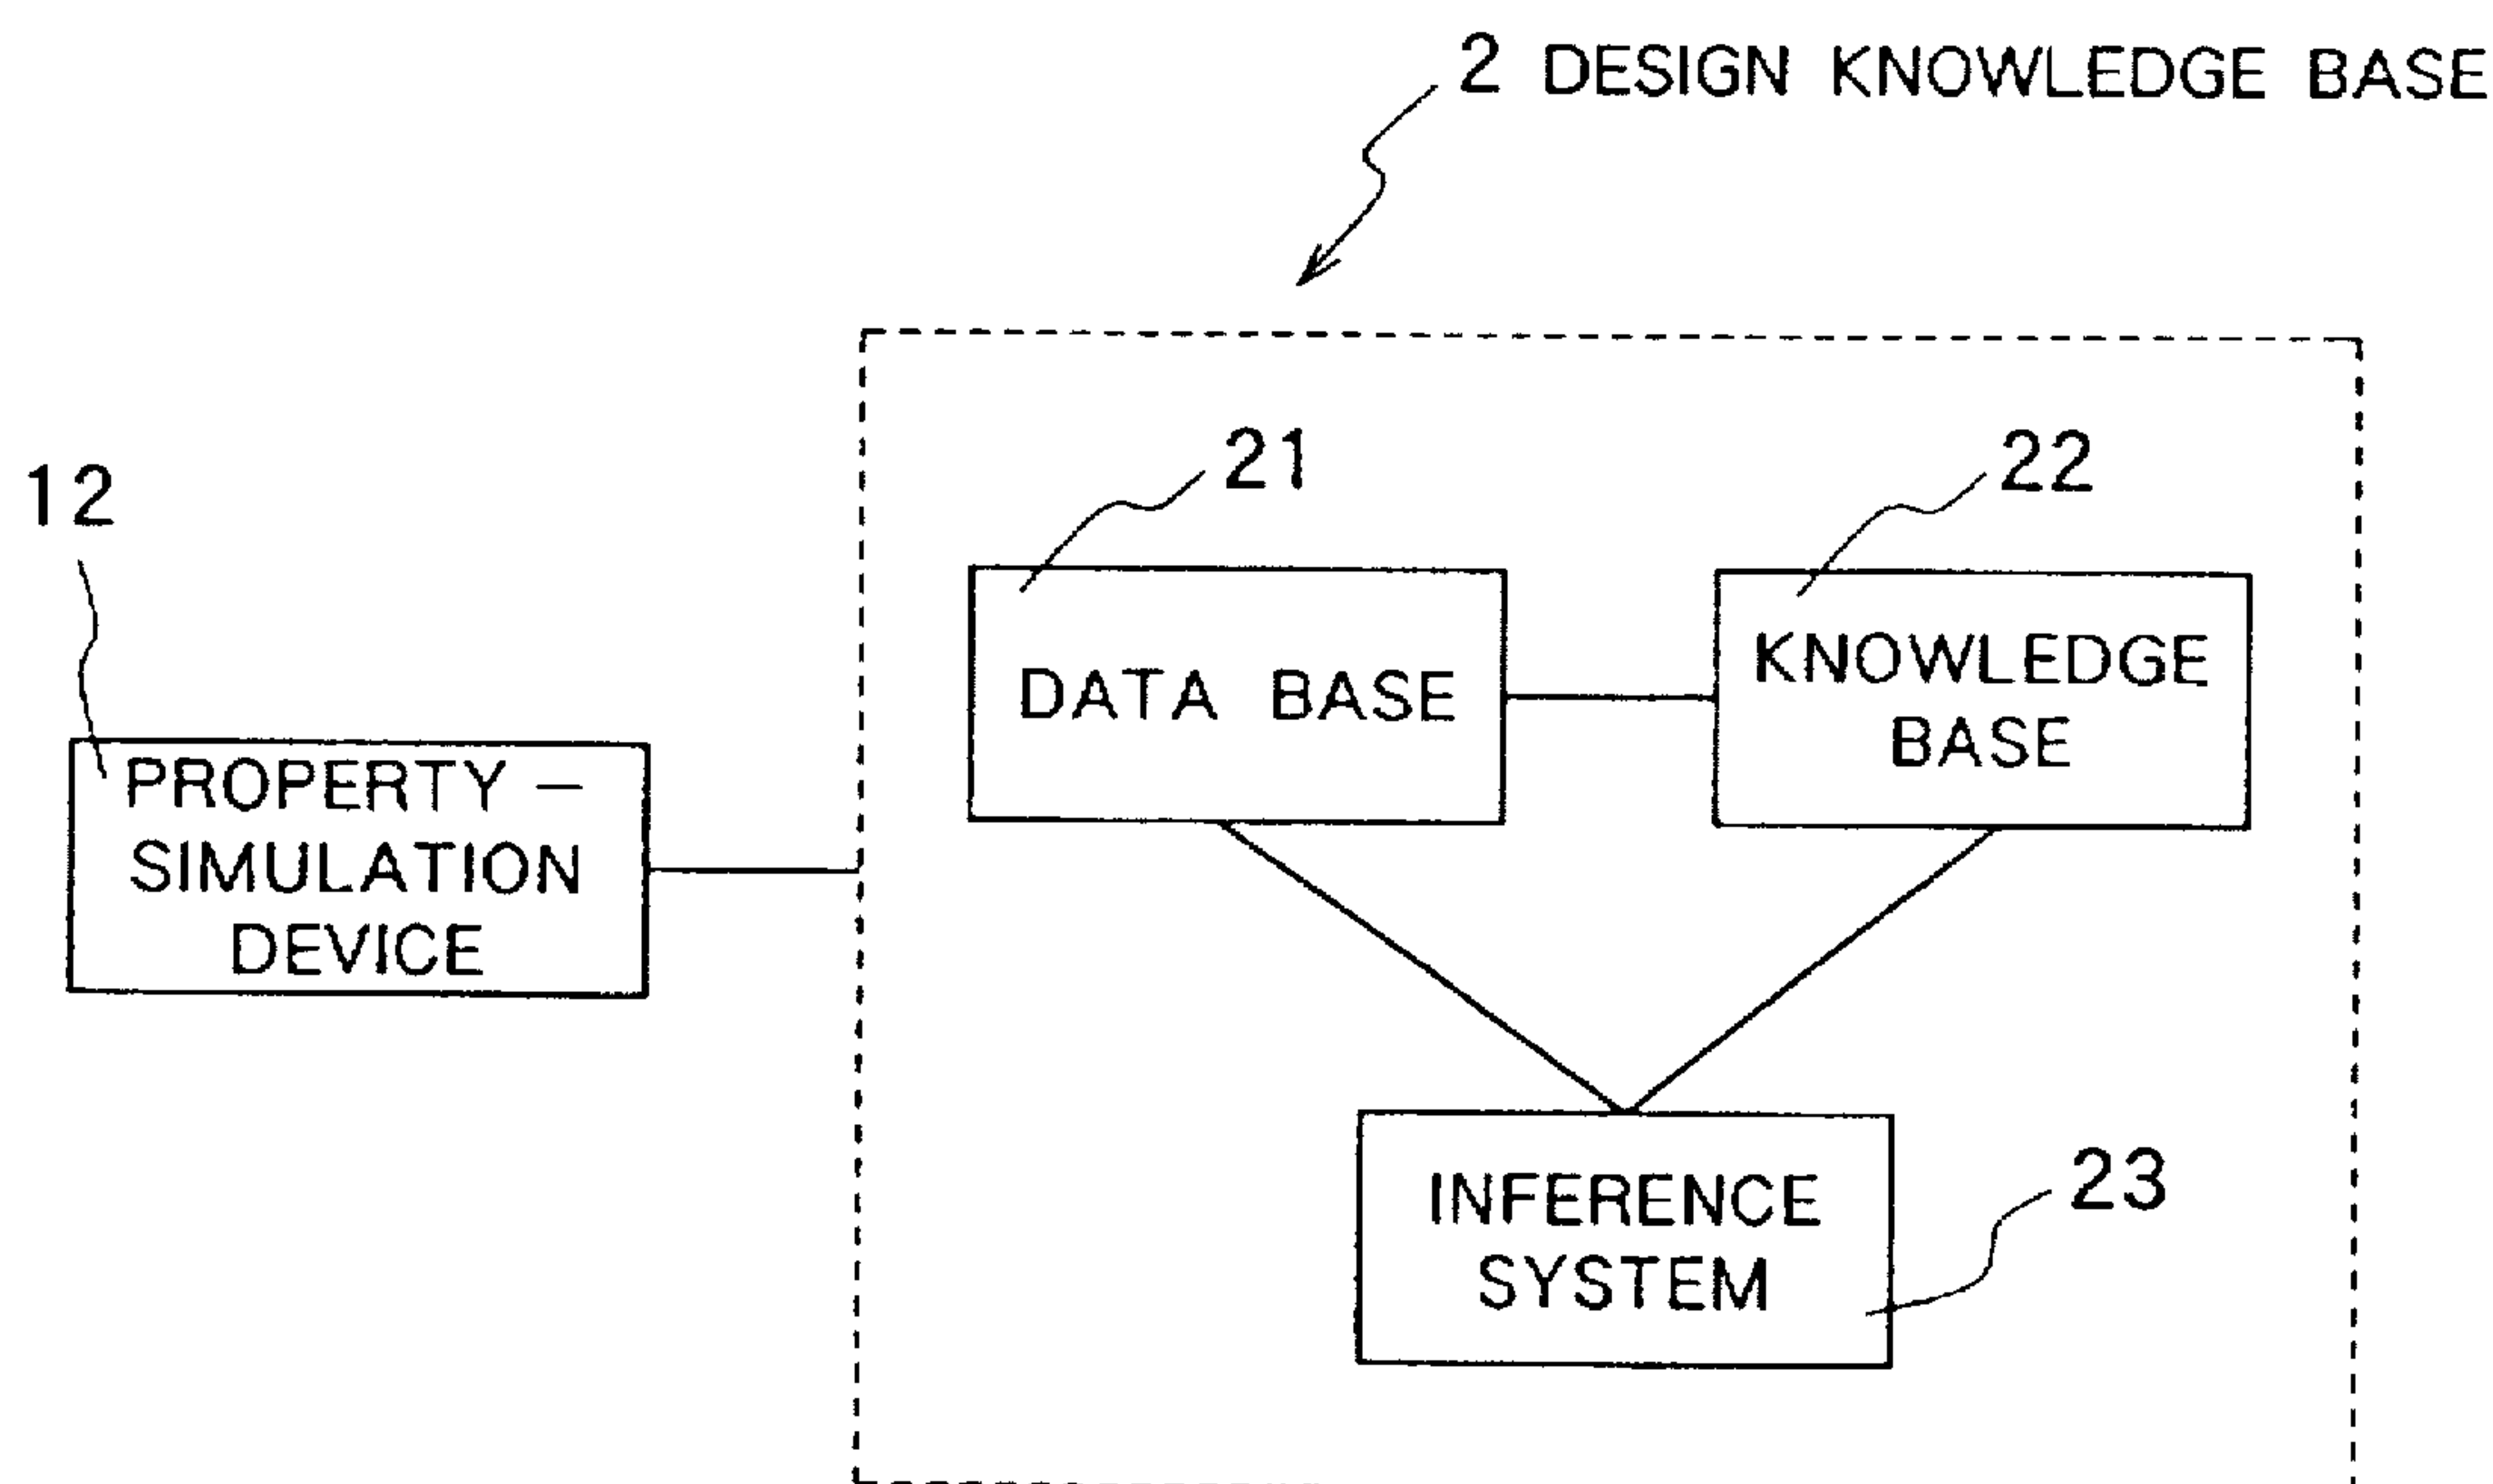 2 DESIGN KNOWLEDGE BASE
21
22
12
DATA BASE
KNOWLEDGE
BASE
PROPERTY –
SIMULATION
DEVICE
INFERENCE
SYSTEM
23